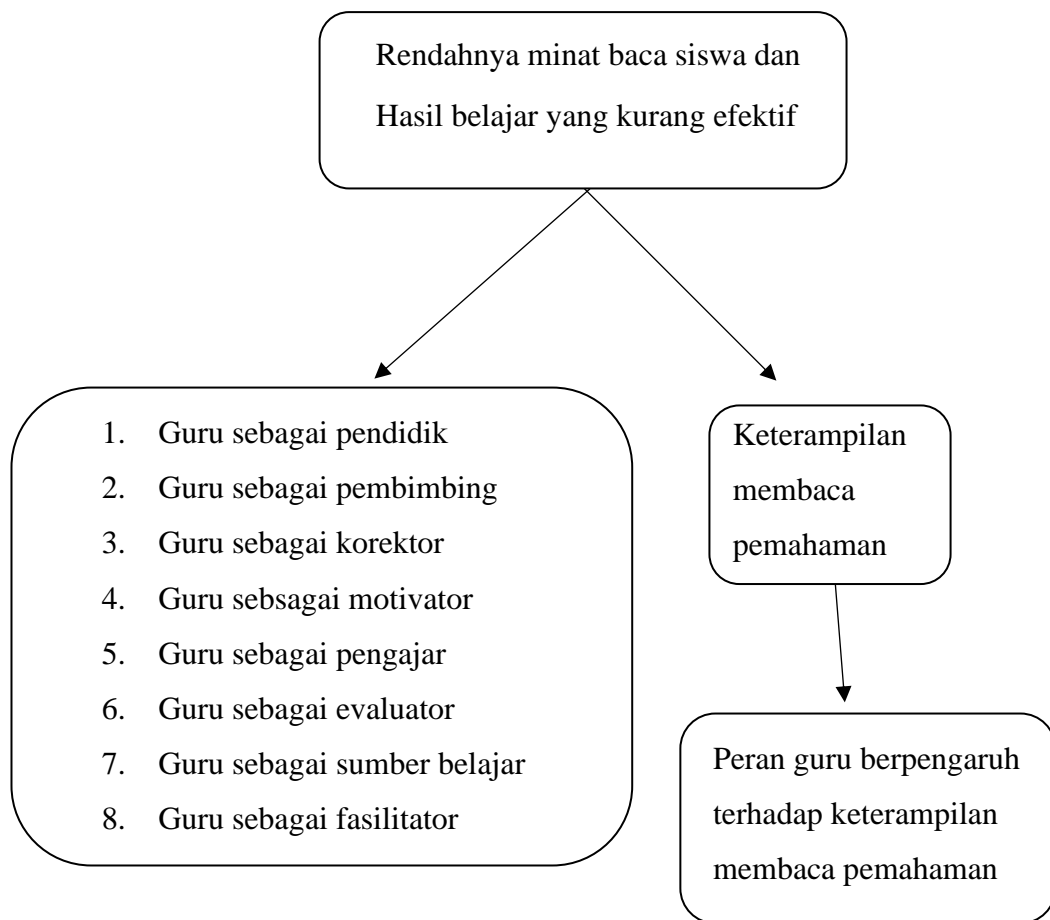 Rendahnya minat baca siswa dan
Hasil belajar yang kurang efektif
1. Guru sebagai pendidik
2. Guru sebagai pembimbing
3. Guru sebagai korektor
4. Guru sebsagai motivator
5. Guru sebagai pengajar
6. Guru sebagai evaluator
7. Guru sebagai sumber belajar
8. Guru sebagai fasilitator
Keterampilan
membaca
pemahaman
Peran guru berpengaruh
terhadap keterampilan
membaca pemahaman